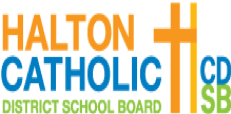 HALTON
CATHOLIC
DISTRICT SCHOOL BOARD
CD
SB